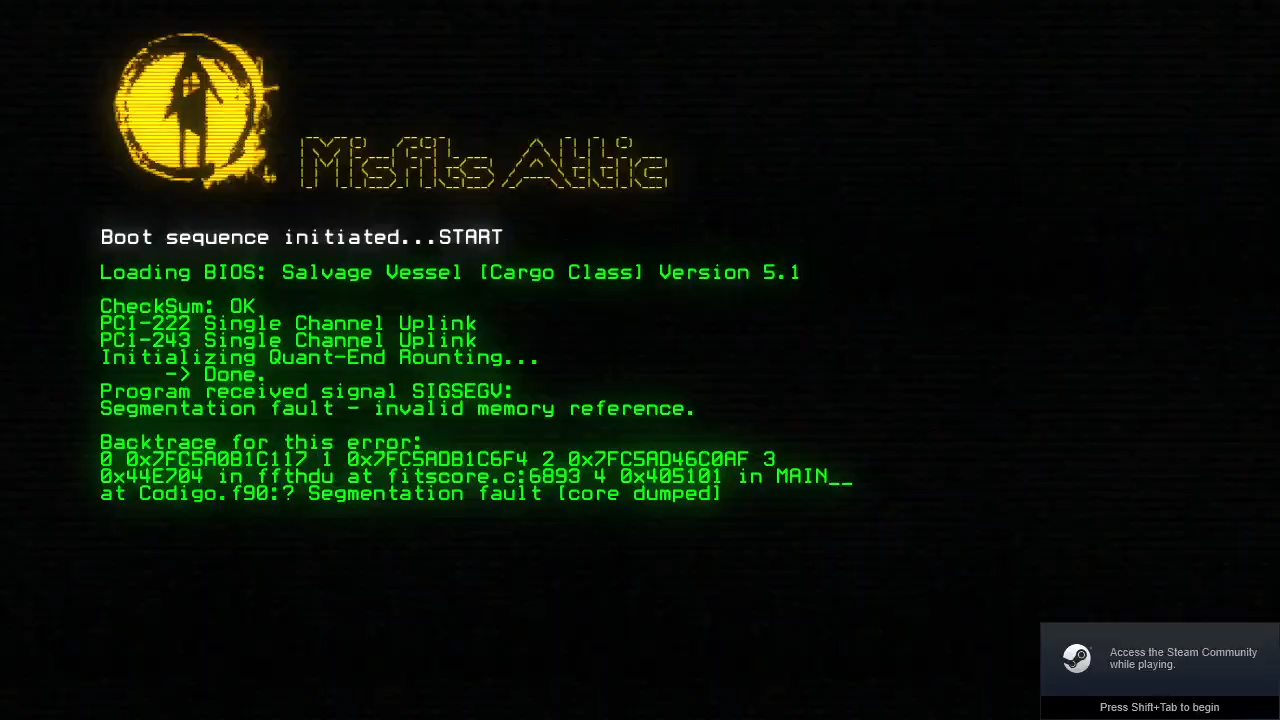 Misfits Attic
Boot sequence initiated...START
Loading BIOS: Salvage Vessel [Cargo Class] Version 5.1
CheckSum: OK
PC1-222 Single Channel Uplink
PC1-243 Single Channel Uplink
Initializing Quant-End Rounting...
-> Done.
Program received signal SIGSEGV:
Segmentation fault - invalid memory reference.
Backtrace for this error:
0 0x7FC5A0B1C117 1 0x7FC5ADB1C6F4 2 0x7FC5AD46C0AF 3
0x44E704 in ffthdu at fitscore.c:6893 4 0x405101 in MAIN__
at Codigo.f90:? Segmentation fault [core dumped]
Access the Steam Community
while playing.
Press Shift+Tab to begin